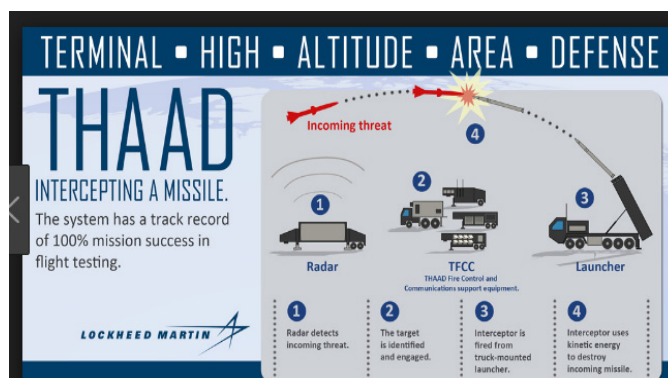 TERMINAL ▪ HIGH ▪ ALTITUDE ▪ AREA ▪ DEFENSE
THAAD
INTERCEPTING A MISSILE.
The system has a track record
of 100% mission success in
flight testing.
LOCKHEED MARTIN
Incoming threat
4
1
2
3
Radar
TFCC
THAAD Fire Control and
Communications support equipment.
Launcher
1
Radar detects
incoming threat.
2
The target
is identified
and engaged.
3
Interceptor is
fired from
truck-mounted
launcher.
4
Interceptor uses
kinetic energy
to destroy
incoming missile.